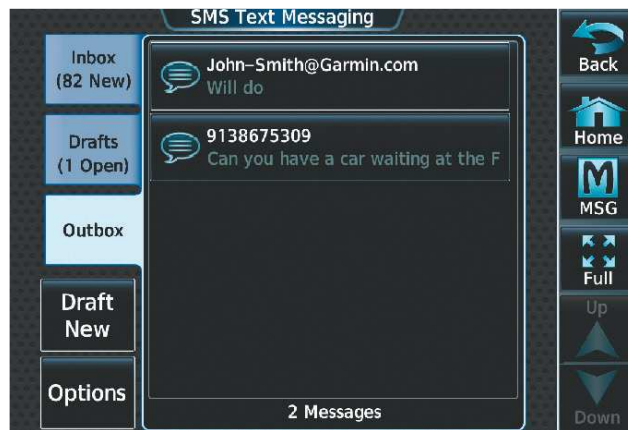 SMS Text Messaging
Inbox
(82 New)
Drafts
(1 Open)
Outbox
Draft
New
Options
John–Smith@Garmin.com
Will do
9138675309
Can you have a car waiting at the F
2 Messages
Back
Home
MSG
Full
Up
Down